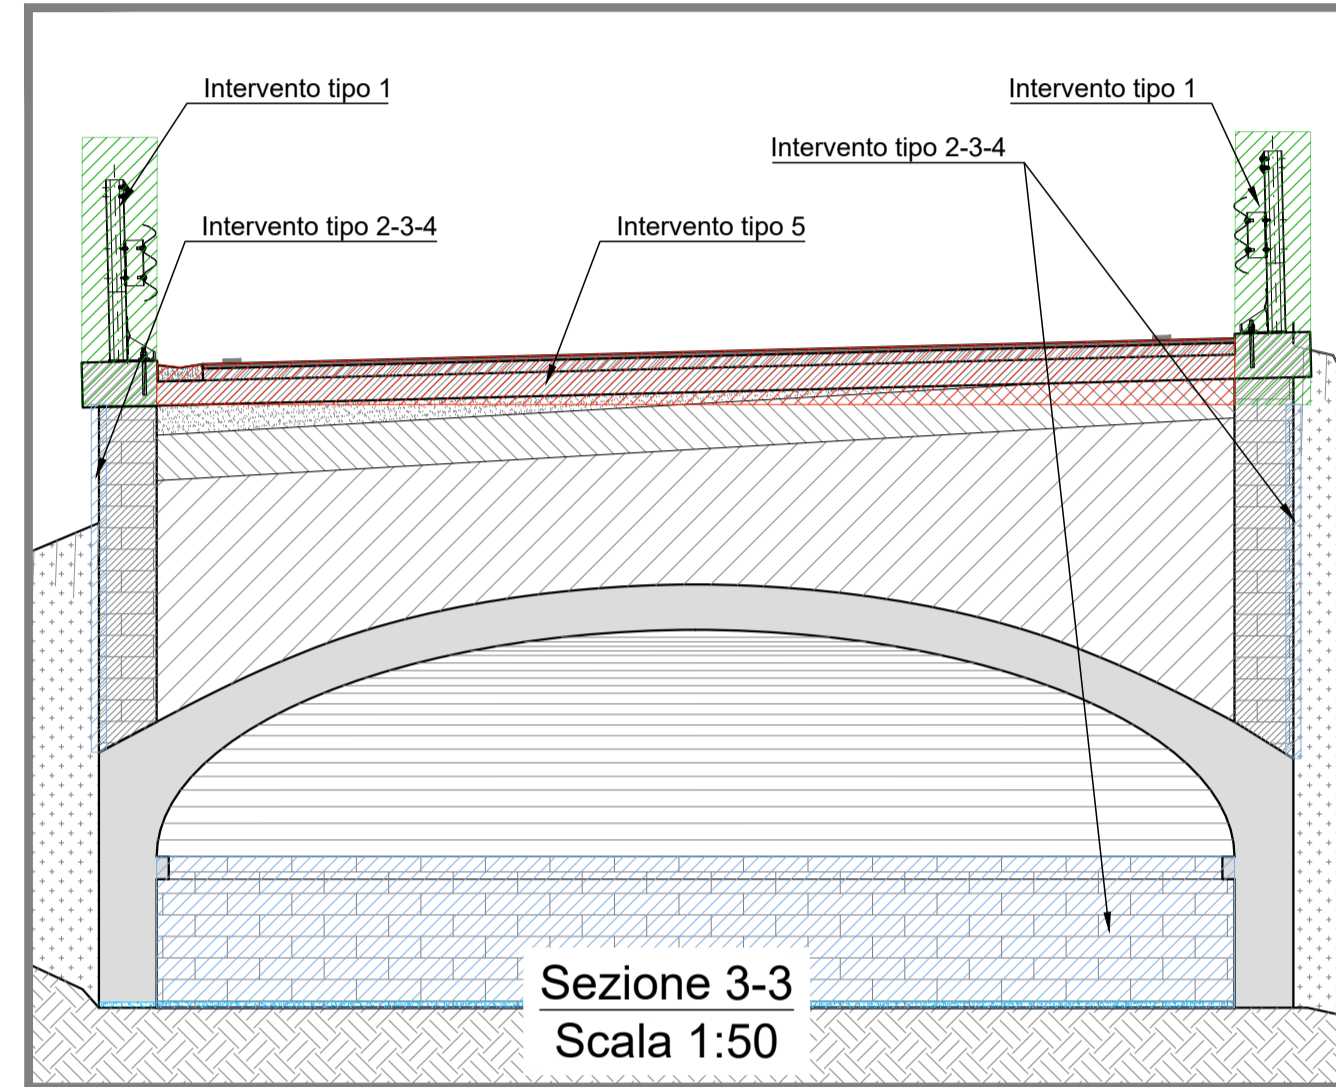 Intervento tipo 1
Intervento tipo 1
Intervento tipo 2-3-4
Intervento tipo 2-3-4
Intervento tipo 5
Sezione 3-3
Scala 1:50